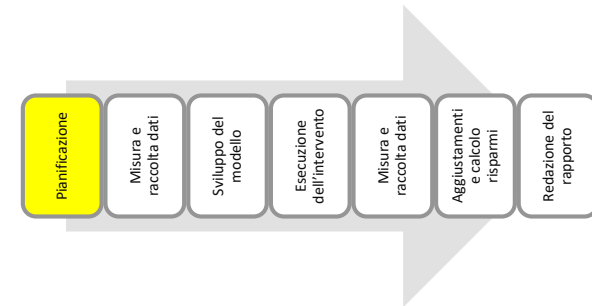 Pianificazione
Misura e
raccolta dati
Sviluppo del
modello
Esecuzione
dell'intervento
Misura e
raccolta dati
Aggiustamenti
e calcolo
risparmi
Redazione del
rapporto